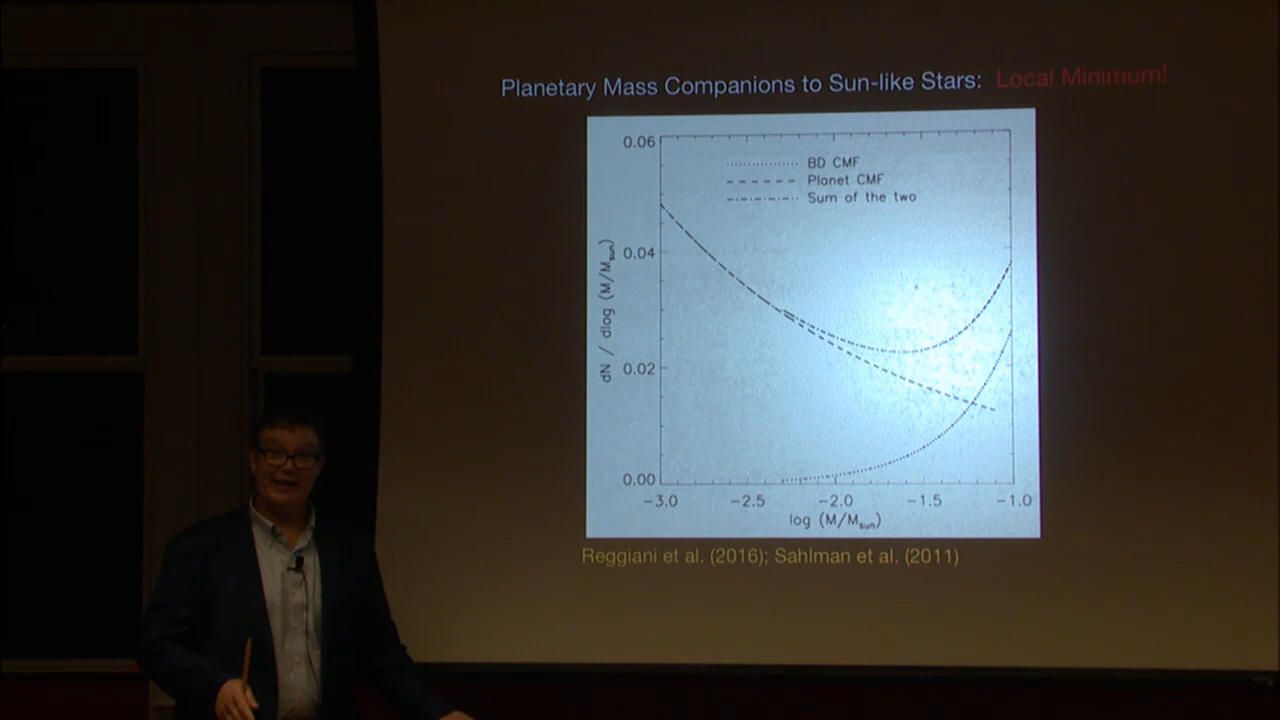 Planetary Mass Companions to Sun-like Stars: Local Minimum!
0.06
BD CMF
Planet CMF
Sum of the two
0.04
dN / dlog (M/Msun)
0.02
0.00
−3.0 −2.5 −2.0 −1.5 −1.0
log (M/Msun)
Reggiani et al. (2016); Sahlman et al. (2011)